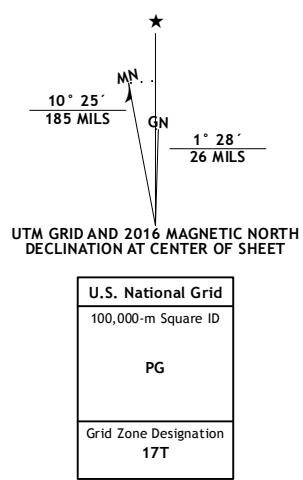 ★
MN
GN
10° 25´
185 MILS
1° 28´
26 MILS
UTM GRID AND 2016 MAGNETIC NORTH
DECLINATION AT CENTER OF SHEET
U.S. National Grid
100,000-m Square ID
PG
Grid Zone Designation
17T